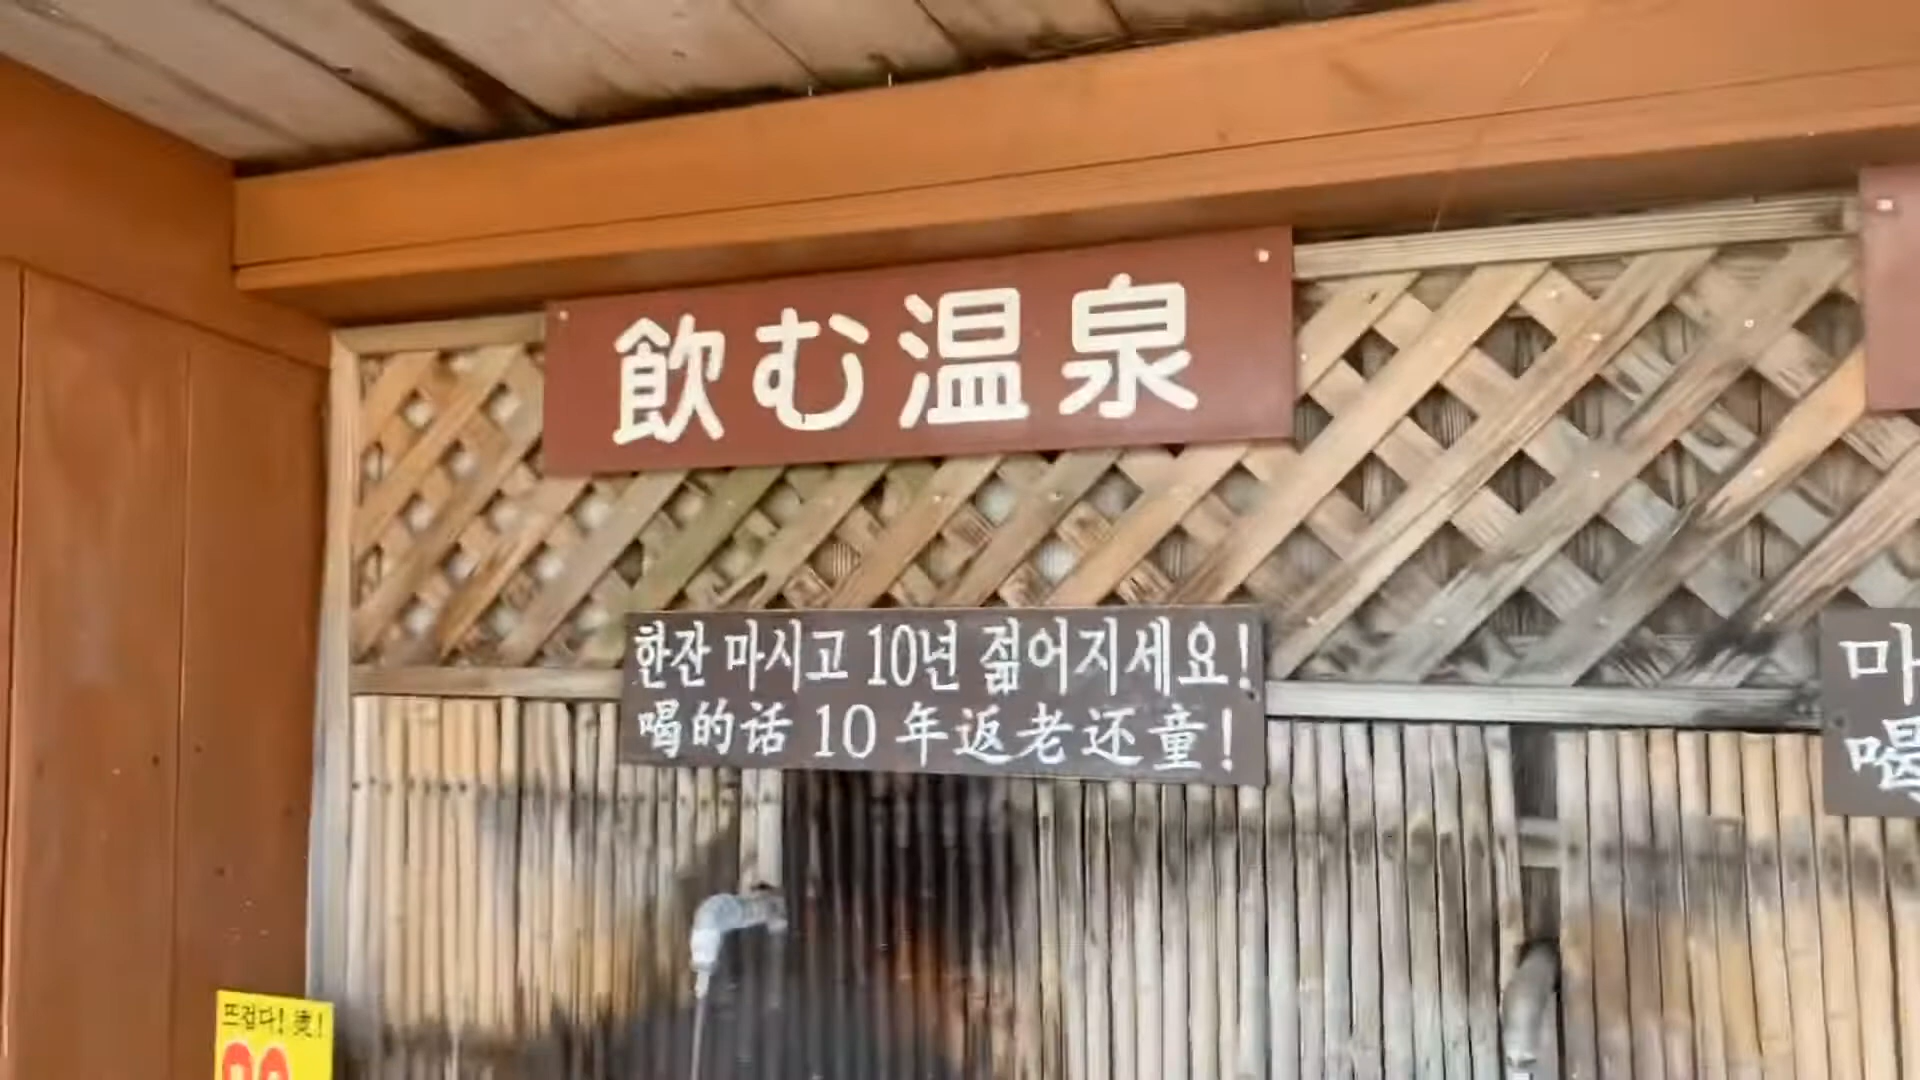 飲む温泉
한잔 마시고 10년 젊어지세요!
喝的话 10 年返老还童!
마
喝
뜨겁다! 烫!